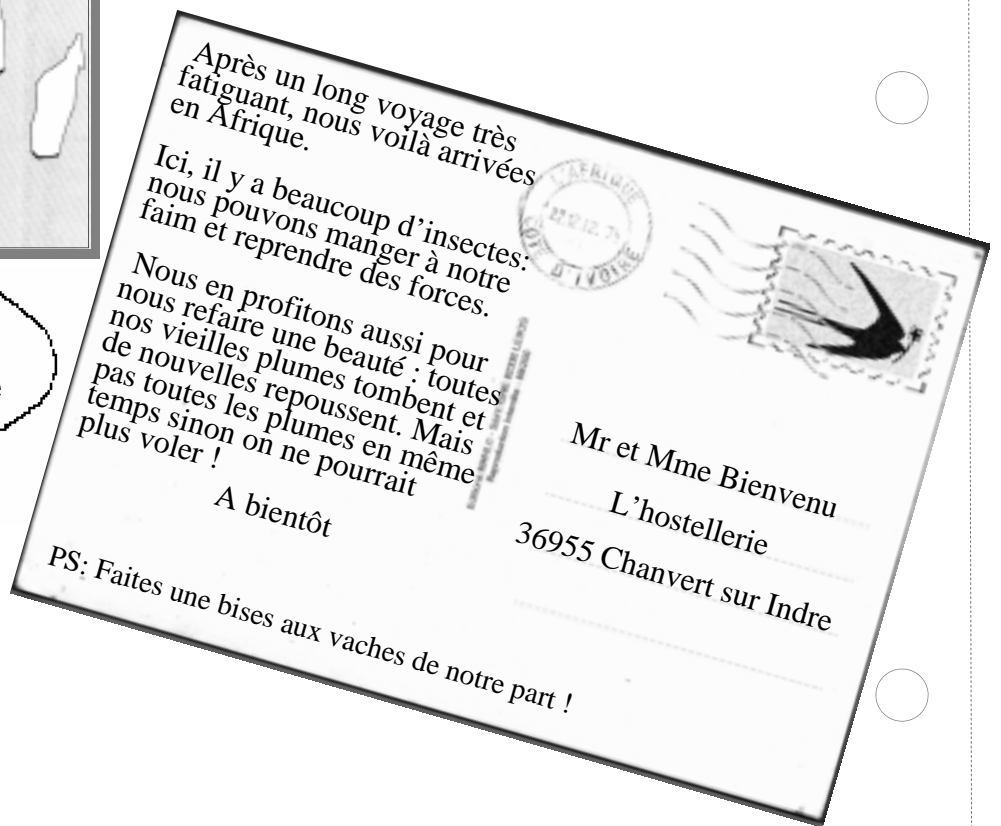 Après un long voyage très
fatiguant, nous voilà arrivées
en Afrique.
Ici, il y a beaucoup d’insectes:
nous pouvons manger à notre
faim et reprendre des forces.
Nous en profitons aussi pour
nous refaire une beauté : toutes
nos vieilles plumes tombent et
de nouvelles repoussent. Mais
pas toutes les plumes en même
temps sinon on ne pourrait
plus voler !
A bientôt
PS: Faites une bises aux vaches de notre part !
L'AFRIQUE
CÔTE D'IVOIRE
Mr et Mme Bienvenu
L’hostellerie
36955 Chanvert sur Indre